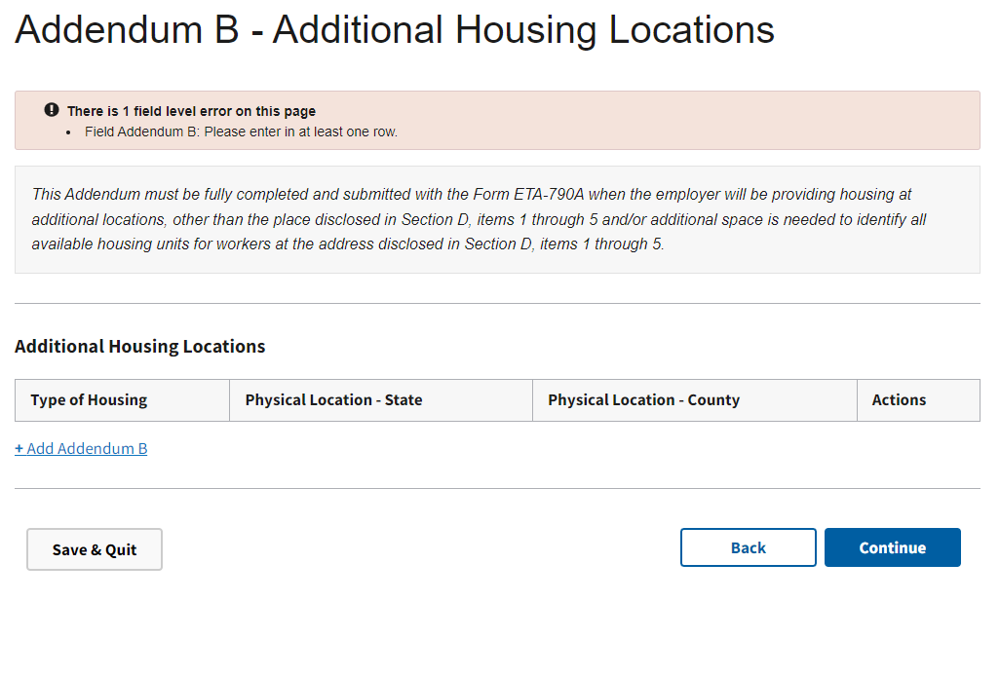 Addendum B - Additional Housing Locations
There is 1 field level error on this page
• Field Addendum B: Please enter in at least one row.
This Addendum must be fully completed and submitted with the Form ETA-790A when the employer will be providing housing at
additional locations, other than the place disclosed in Section D, items 1 through 5 and/or additional space is needed to identify all
available housing units for workers at the address disclosed in Section D, items 1 through 5.
Additional Housing Locations
Type of Housing Physical Location - State Physical Location - County Actions
+ Add Addendum B
Save & Quit Back Continue